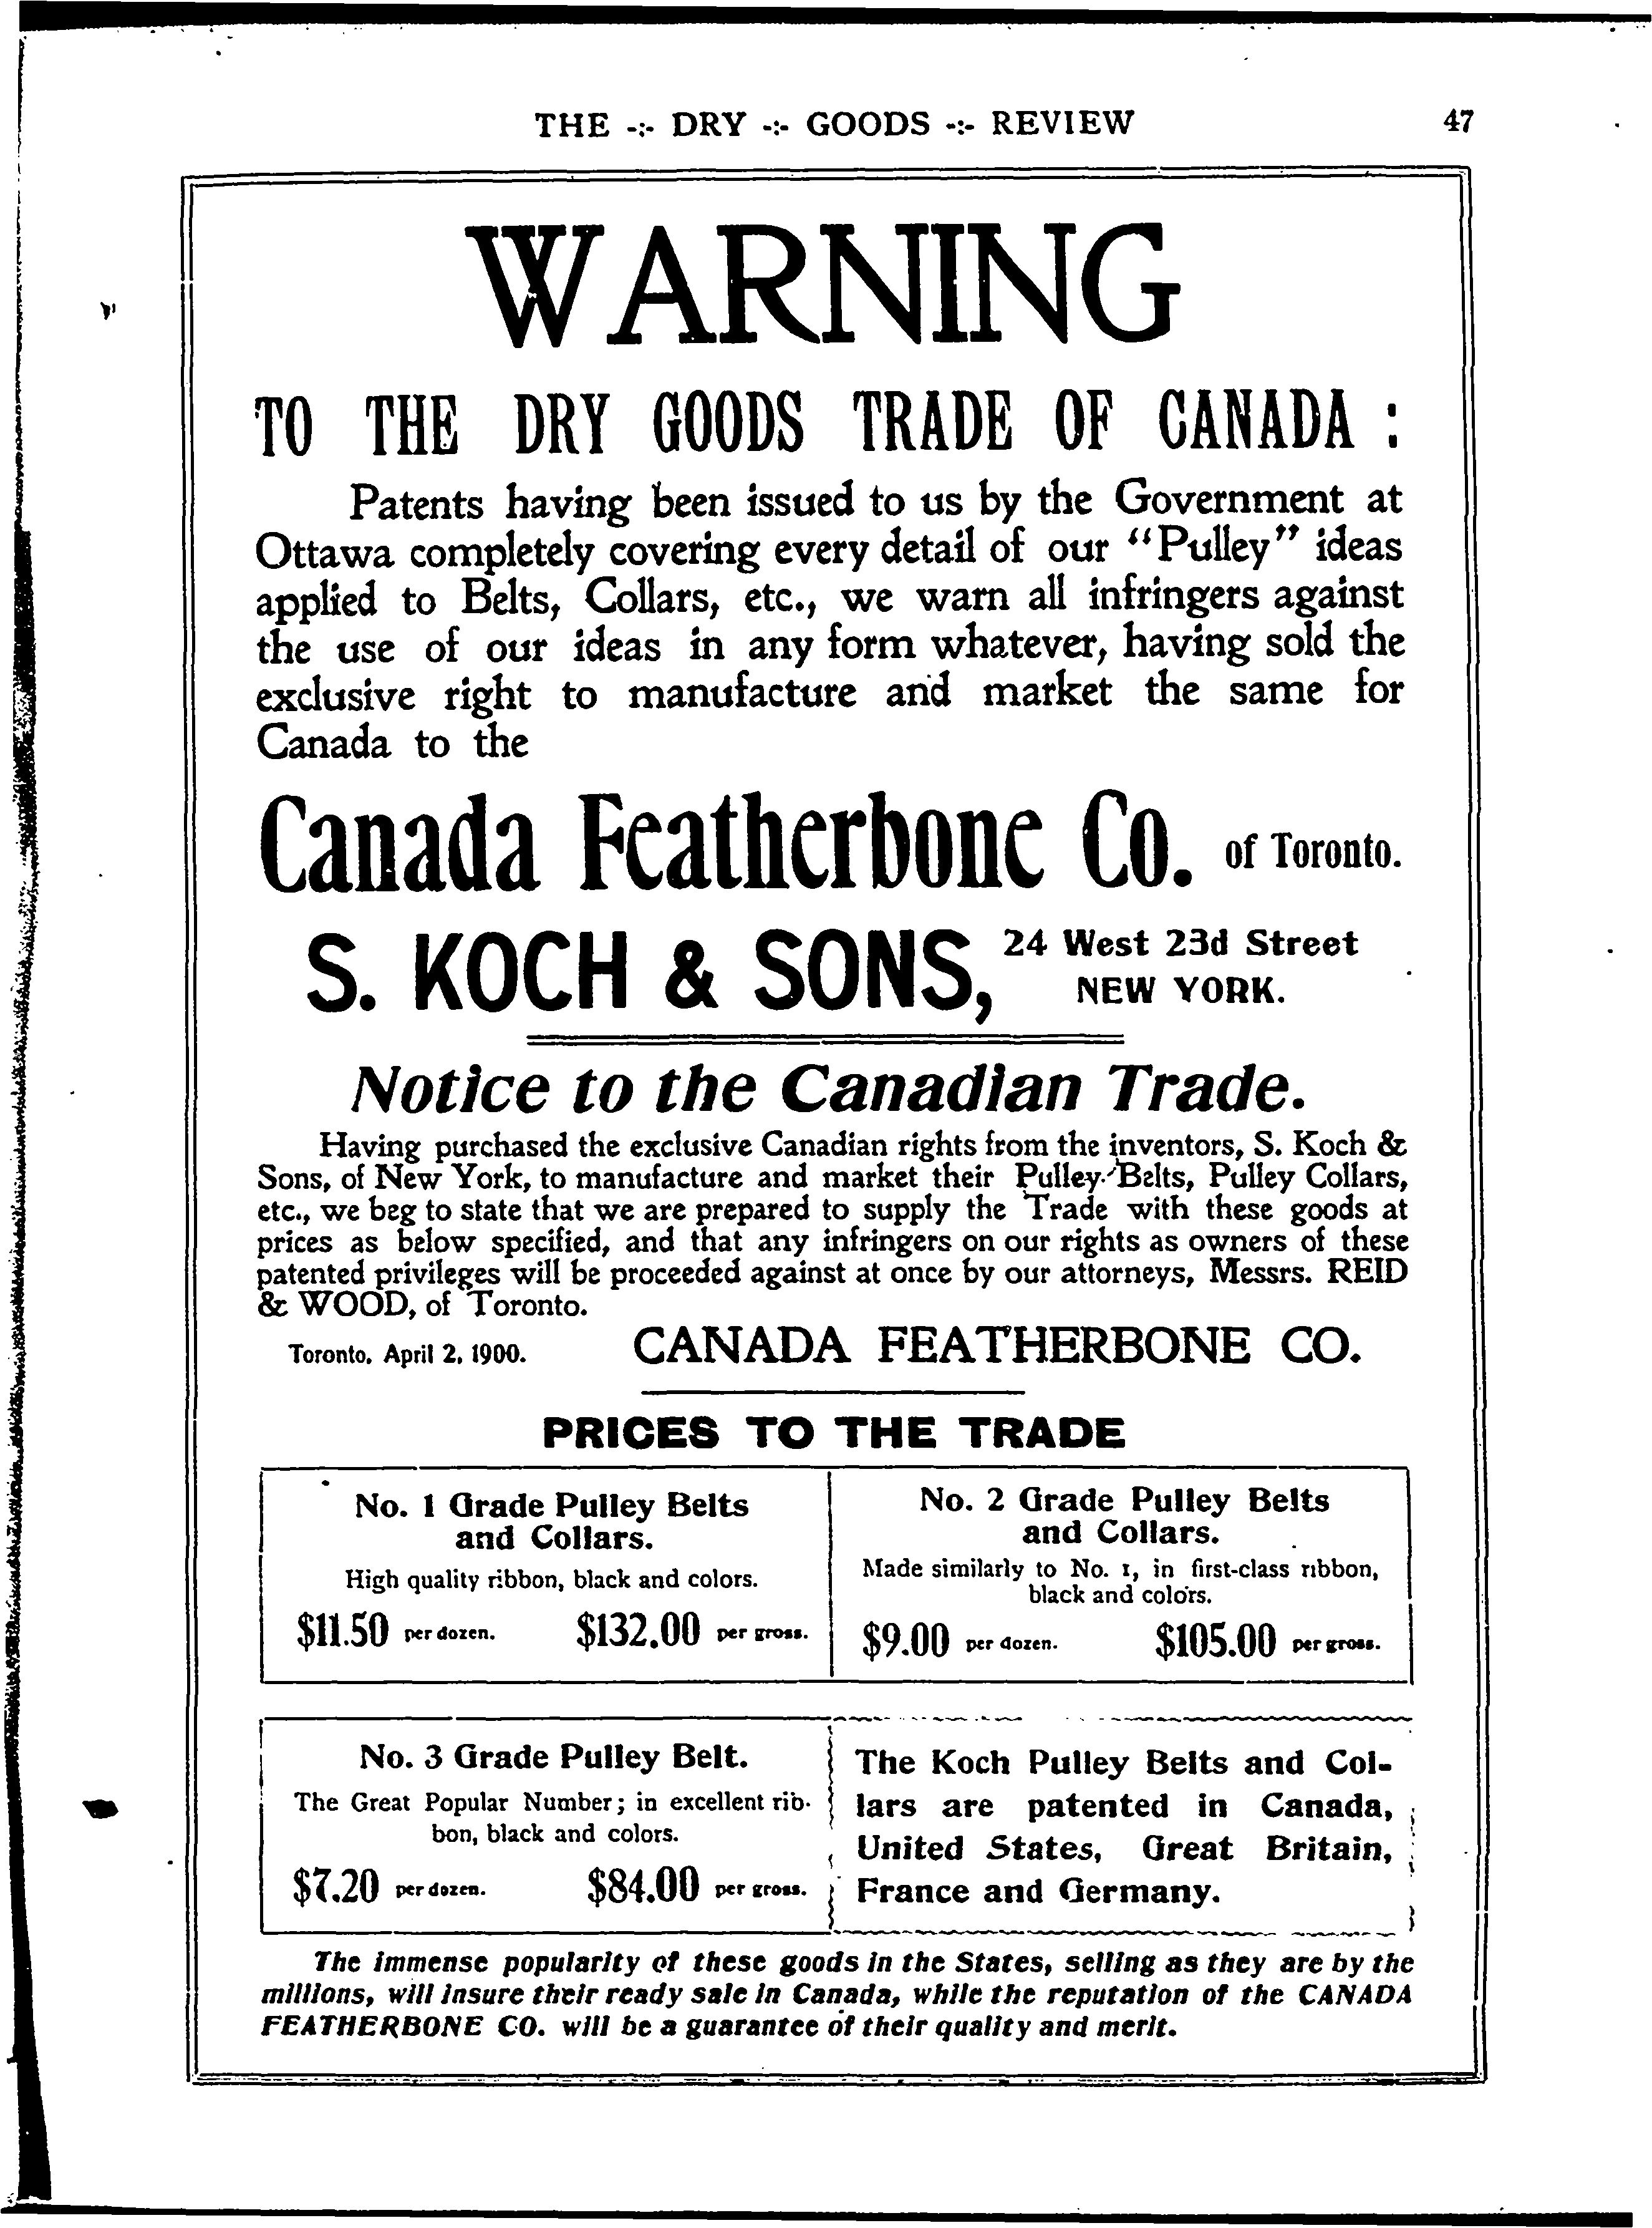 THE -:- DRY -:- GOODS -:- REVIEW 47
WARNING
TO THE DRY GOODS TRADE OF CANADA :
Patents having been issued to us by the Government at
Ottawa completely covering every detail of our "Pulley" ideas
applied to Belts, Collars, etc., we warn all infringers against
the use of our ideas in any form whatever, having sold the
exclusive right to manufacture and market the same for
Canada to the
Canada Featherbone Co. of Toronto.
S. KOCH & SONS, 24 West 23d Street
NEW YORK.
Notice to the Canadian Trade.
Having purchased the exclusive Canadian rights from the inventors, S. Koch &
Sons, of New York, to manufacture and market their Pulley Belts, Pulley Collars,
etc., we beg to state that we are prepared to supply the Trade with these goods at
prices as below specified, and that any infringers on our rights as owners of these
patented privileges will be proceeded against at once by our attorneys, Messrs. REID
& WOOD, of Toronto.
Toronto, April 2, 1900. CANADA FEATHERBONE CO.
PRICES TO THE TRADE
No. 1 Grade Pulley Belts
and Collars.
High quality ribbon, black and colors.
$11.50 per dozen. $132.00 per gross.
No. 2 Grade Pulley Belts
and Collars.
Made similarly to No. 1, in first-class ribbon,
black and colors.
$9.00 per dozen. $105.00 per gross.
No. 3 Grade Pulley Belt.
The Great Popular Number; in excellent rib-
bon, black and colors.
$7.20 per dozen. $84.00 per gross.
The Koch Pulley Belts and Col-
lars are patented in Canada,
United States, Great Britain,
France and Germany.
The immense popularity of these goods in the States, selling as they are by the
millions, will insure their ready sale in Canada, while the reputation of the CANADA
FEATHERBONE CO. will be a guarantee of their quality and merit.